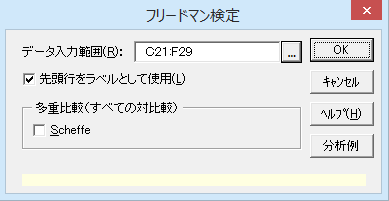 フリードマン検定
データ入力範囲(R): C21:F29 ... OK
先頭行をラベルとして使用(L) ｷｬﾝｾﾙ
多重比較(すべての対比較)
Scheffe
ﾍﾙﾌﾟ(H)
分析例